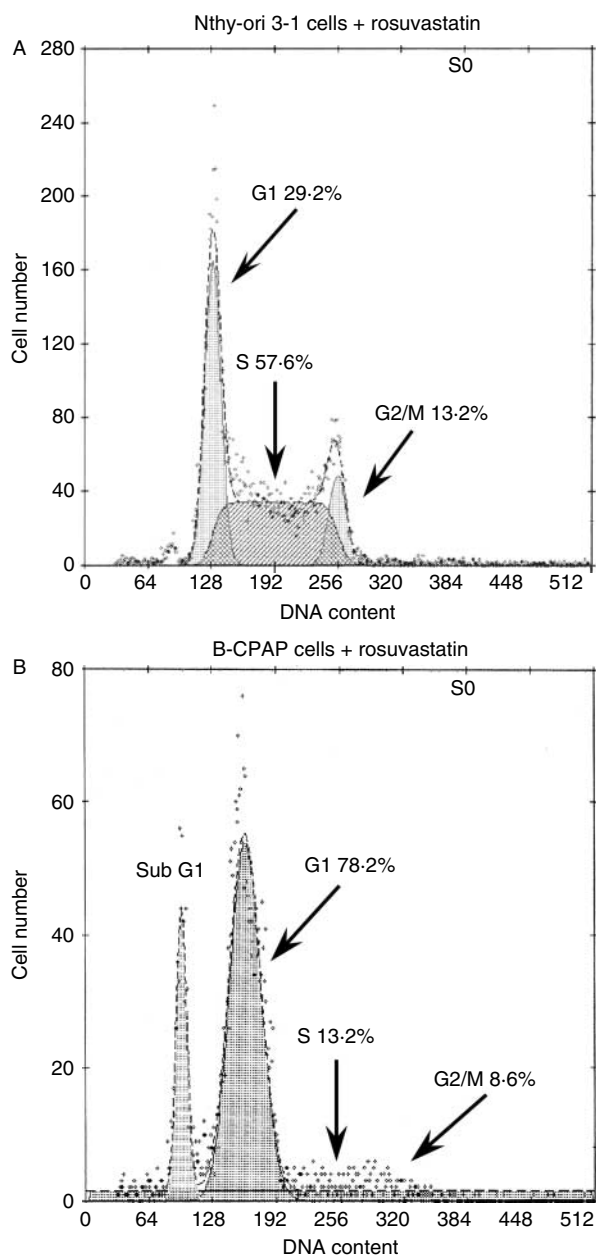 A
Nthy-ori 3-1 cells + rosuvastatin
280
S0
240
G1 29·2%
200
160
Cell number
120
S 57·6%
80
G2/M 13·2%
40
0
0 64 128 192 256 320 384 448 512
DNA content
B
B-CPAP cells + rosuvastatin
80
S0
60
Sub G1
G1 78·2%
Cell number
40
S 13·2%
20
G2/M 8·6%
0
0 64 128 192 256 320 384 448 512
DNA content